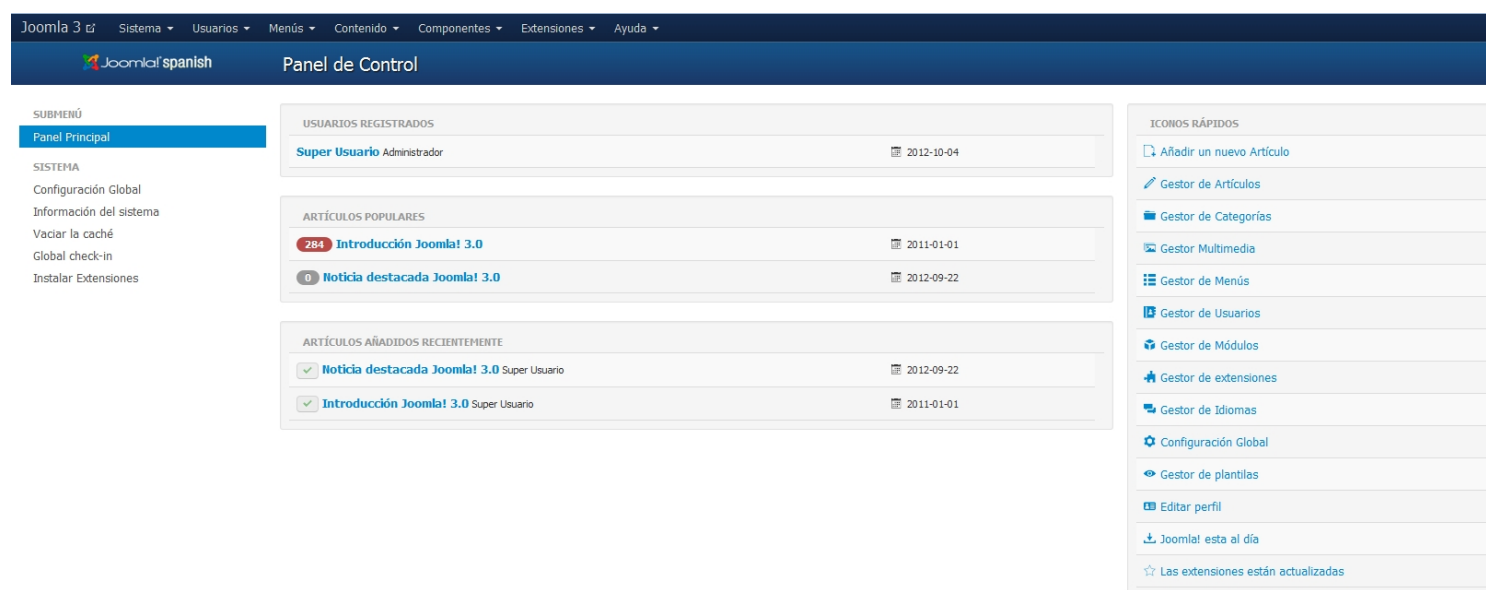 Joomla 3 Sistema Usuarios Menús Contenido Componentes Extensiones Ayuda
Joomla! spanish Panel de Control
SUBMENÚ
Panel Principal
SISTEMA
Configuración Global
Información del sistema
Vaciar la caché
Global check-in
Instalar Extensiones
USUARIOS REGISTRADOS
Super Usuario Administrador 2012-10-04
ARTÍCULOS POPULARES
284 Introducción Joomla! 3.0 2011-01-01
0 Noticia destacada Joomla! 3.0 2012-09-22
ARTÍCULOS AÑADIDOS RECIENTEMENTE
Noticia destacada Joomla! 3.0 Super Usuario 2012-09-22
Introducción Joomla! 3.0 Super Usuario 2011-01-01
ICONOS RÁPIDOS
Añadir un nuevo Artículo
Gestor de Artículos
Gestor de Categorías
Gestor Multimedia
Gestor de Menús
Gestor de Usuarios
Gestor de Módulos
Gestor de extensiones
Gestor de Idiomas
Configuración Global
Gestor de plantilas
Editar perfil
Joomla! esta al día
Las extensiones están actualizadas